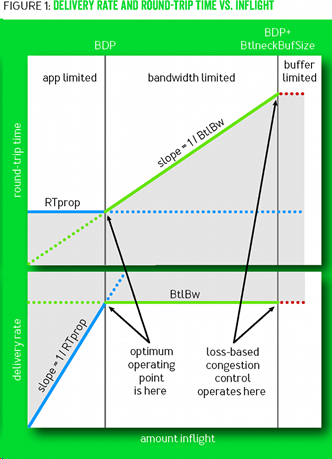 FIGURE 1: DELIVERY RATE AND ROUND-TRIP TIME VS. INFLIGHT
BDP
BDP+
BtlneckBufSize
app limited
bandwidth limited
buffer
limited
round-trip time
slope = 1/ BtlBw
RTprop
delivery rate
slope = 1/ RTprop
BtlBw
optimum
operating
point
is here
loss-based
congestion
control
operates here
amount inflight